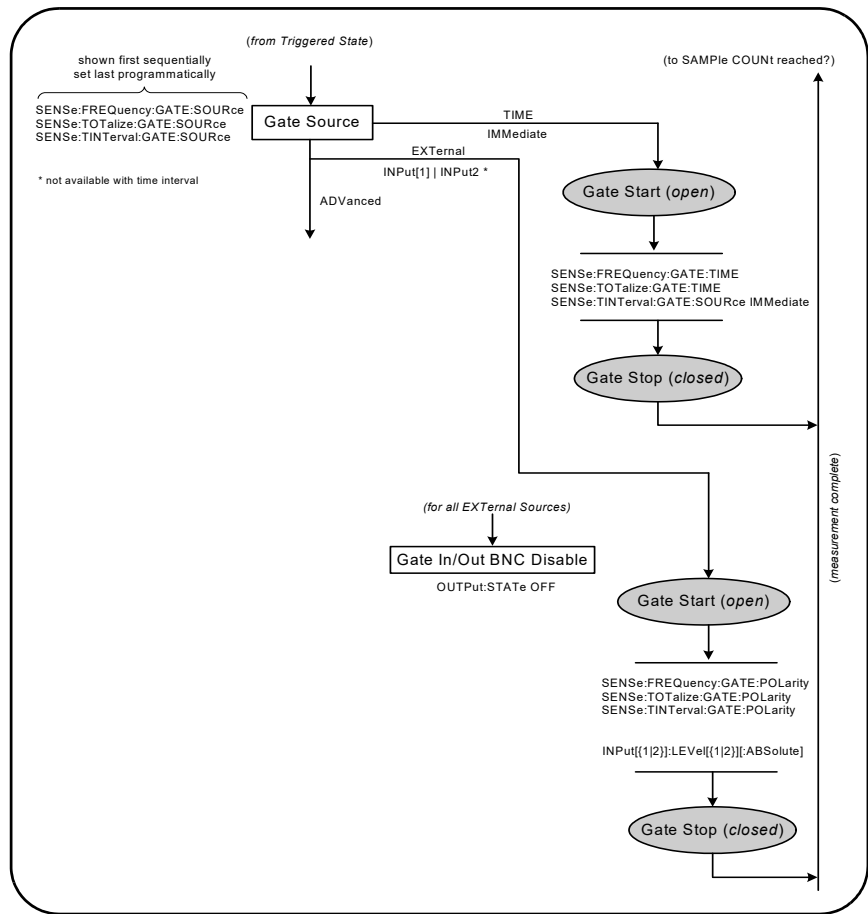 (from Triggered State)
(to SAMPle COUNt reached?)
shown first sequentially
set last programmatically
SENSe:FREQuency:GATE:SOURce
SENSe:TOTalize:GATE:SOURce
SENSe:TINTerval:GATE:SOURce
* not available with time interval
Gate Source
TIME
IMMediate
EXTernal
INPut[1] | INPut2 *
ADVanced
Gate Start (open)
SENSe:FREQuency:GATE:TIME
SENSe:TOTalize:GATE:TIME
SENSe:TINTerval:GATE:SOURce IMMediate
Gate Stop (closed)
(measurement complete)
(for all EXTernal Sources)
Gate In/Out BNC Disable
OUTPut:STATe OFF
Gate Start (open)
SENSe:FREQuency:GATE:POLarity
SENSe:TOTalize:GATE:POLarity
SENSe:TINTerval:GATE:POLarity
INPut[{1|2}]:LEVel[{1|2}][:ABSolute]
Gate Stop (closed)